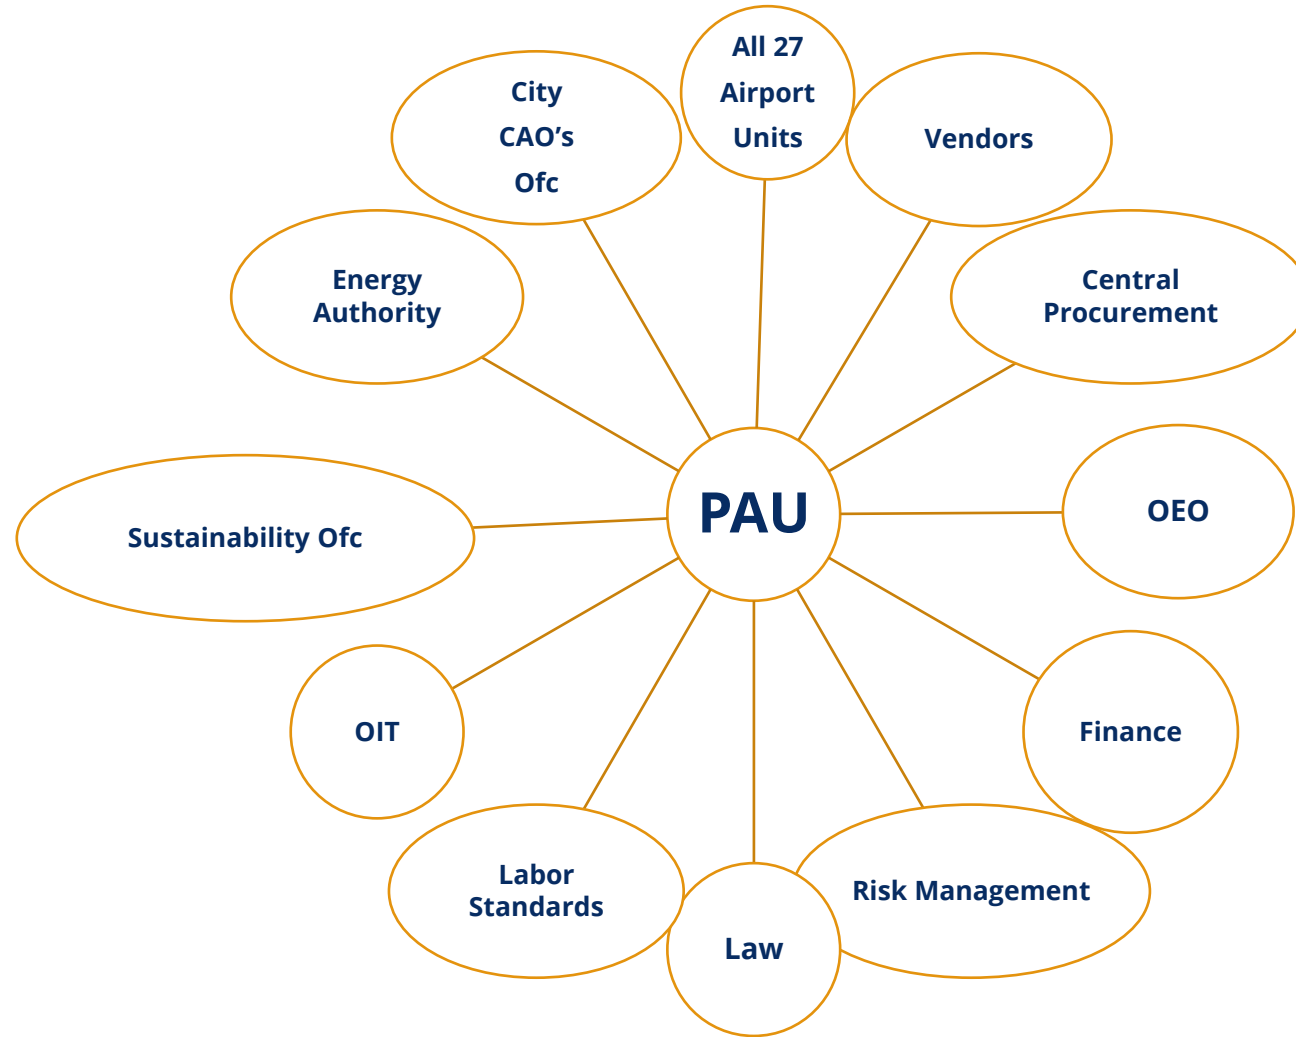 All 27
Airport
Units
City
CAO’s
Ofc
Vendors
Energy
Authority
Central
Procurement
PAU
OEO
Sustainability Ofc
OIT
Finance
Labor
Standards
Risk Management
Law